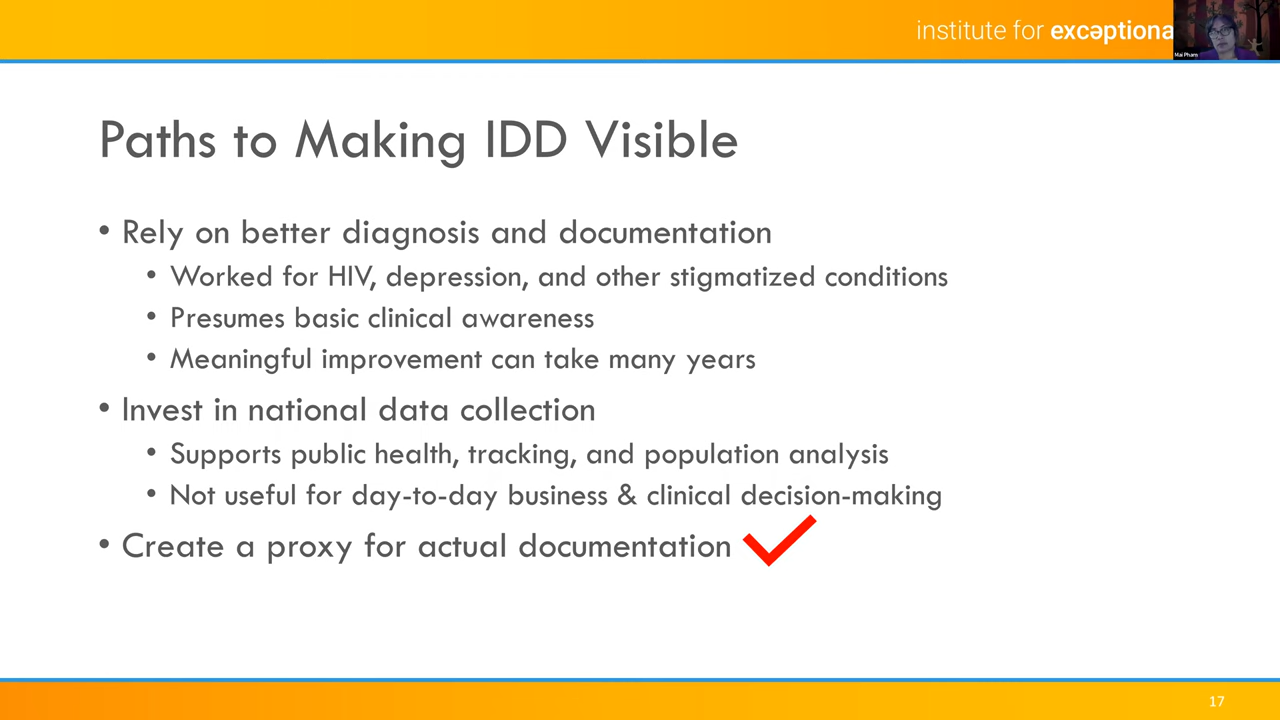 institute for excəptiona
Mai Pham
Paths to Making IDD Visible
• Rely on better diagnosis and documentation
• Worked for HIV, depression, and other stigmatized conditions
• Presumes basic clinical awareness
• Meaningful improvement can take many years
• Invest in national data collection
• Supports public health, tracking, and population analysis
• Not useful for day-to-day business & clinical decision-making
• Create a proxy for actual documentation
17